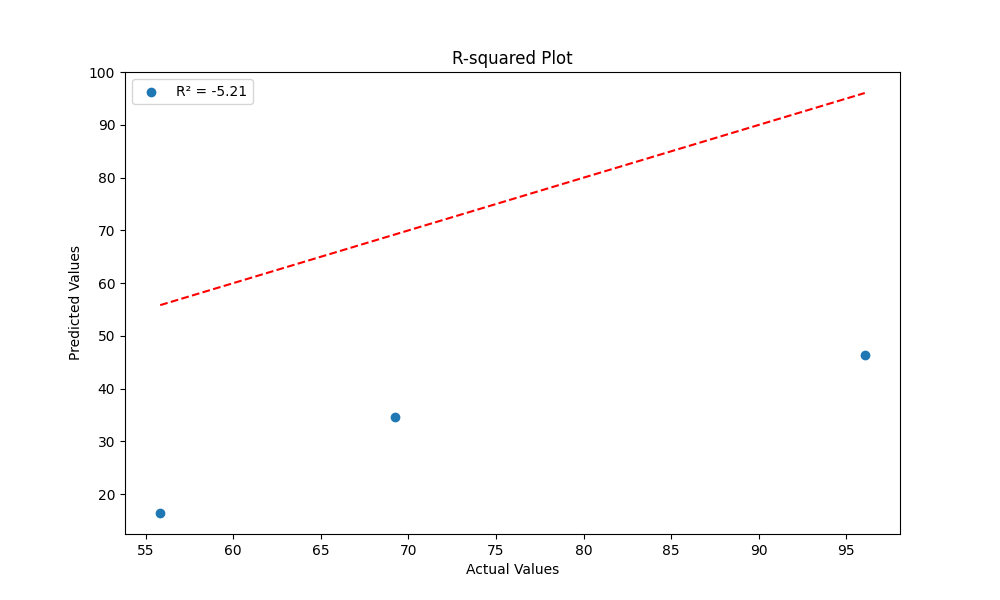 R-squared Plot
R² = -5.21
100
90
80
70
60
50
40
30
20
Predicted Values
55 60 65 70 75 80 85 90 95
Actual Values